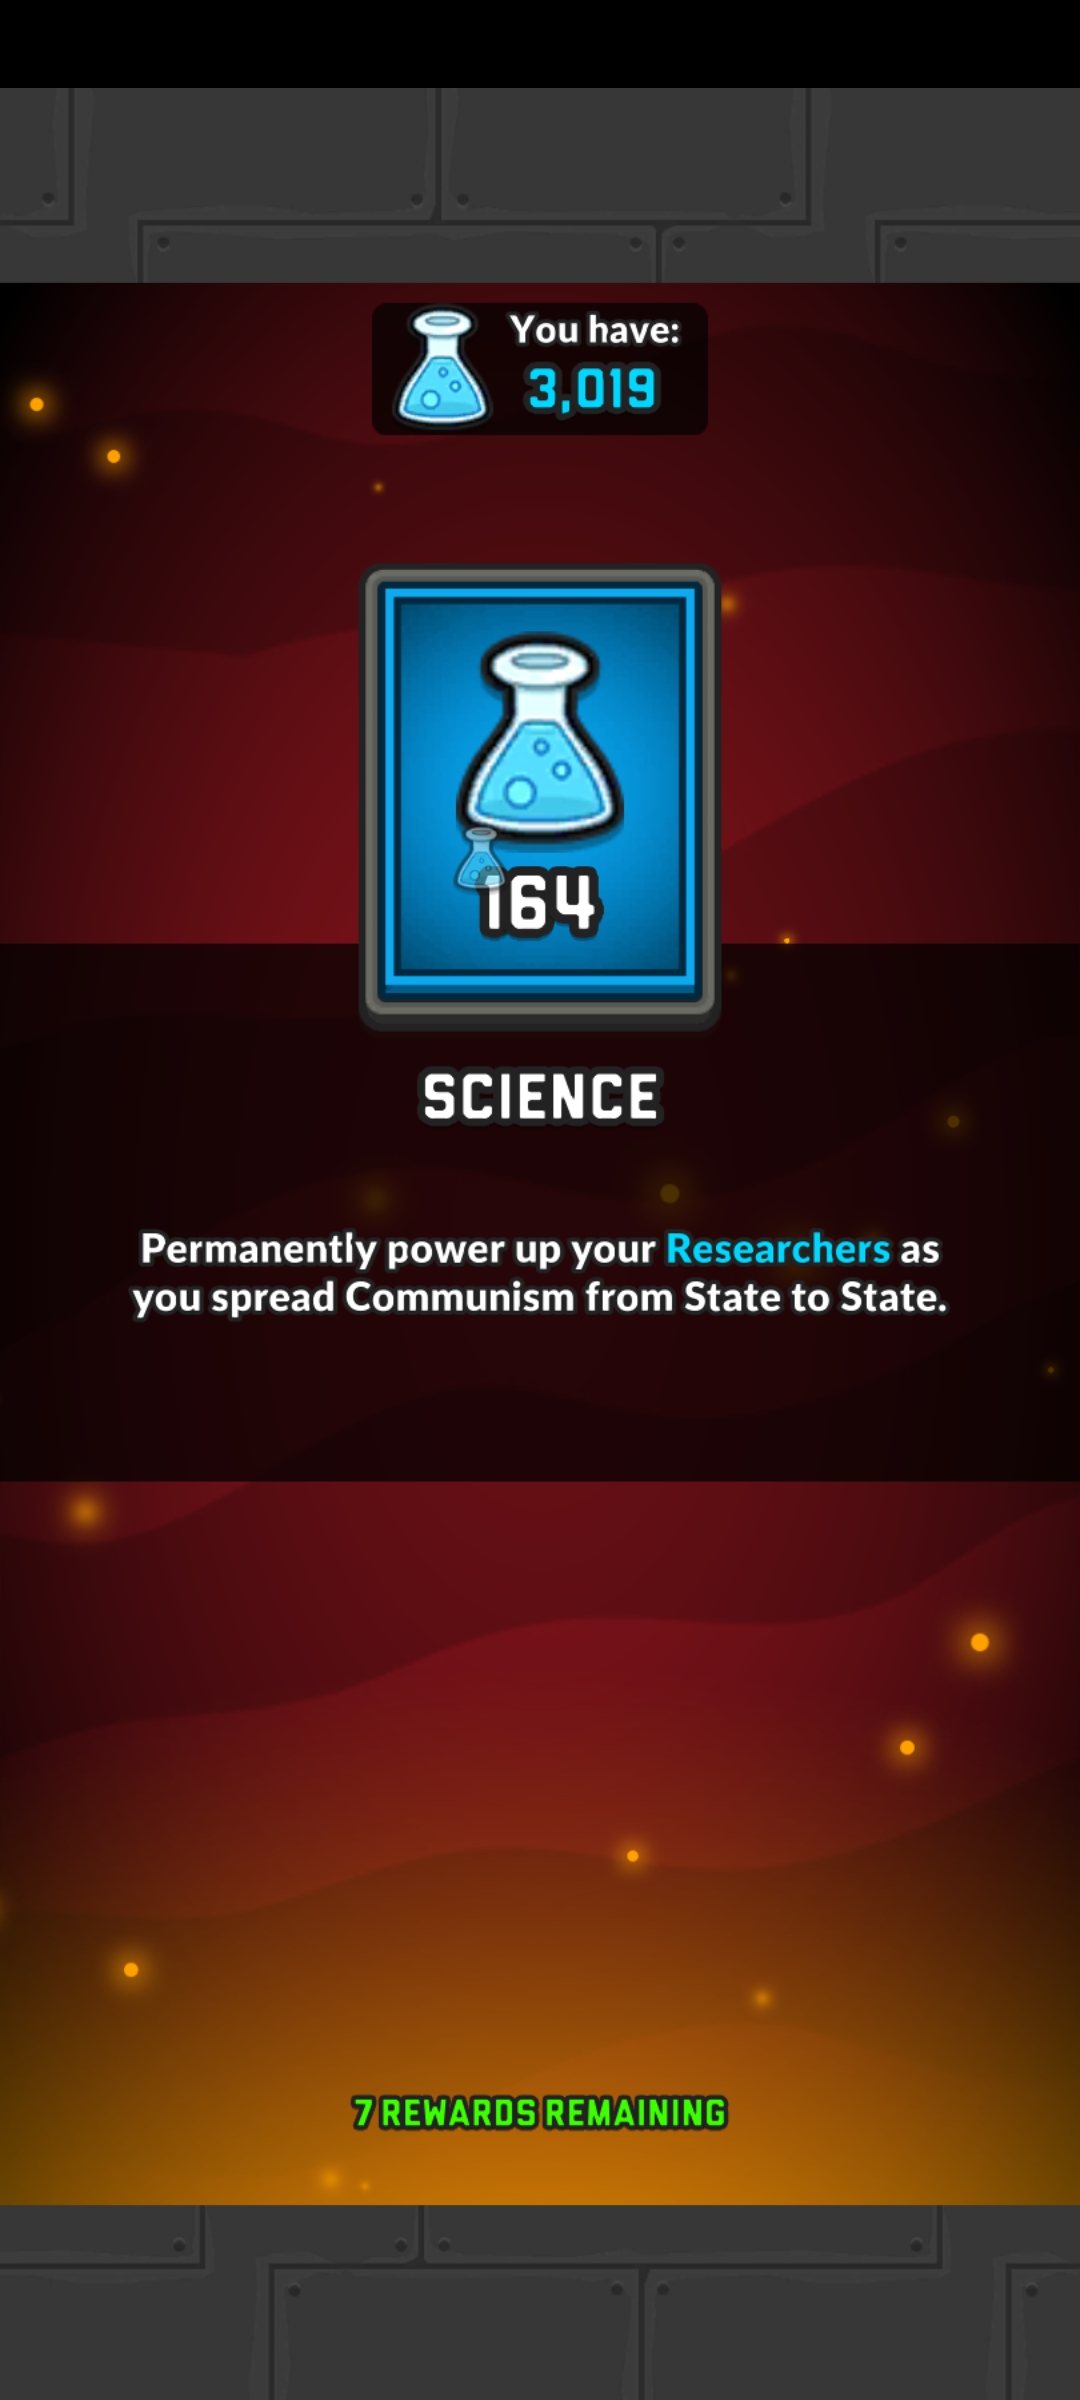 You have:
3,019
164
SCIENCE
Permanently power up your Researchers as
you spread Communism from State to State.
7 REWARDS REMAINING